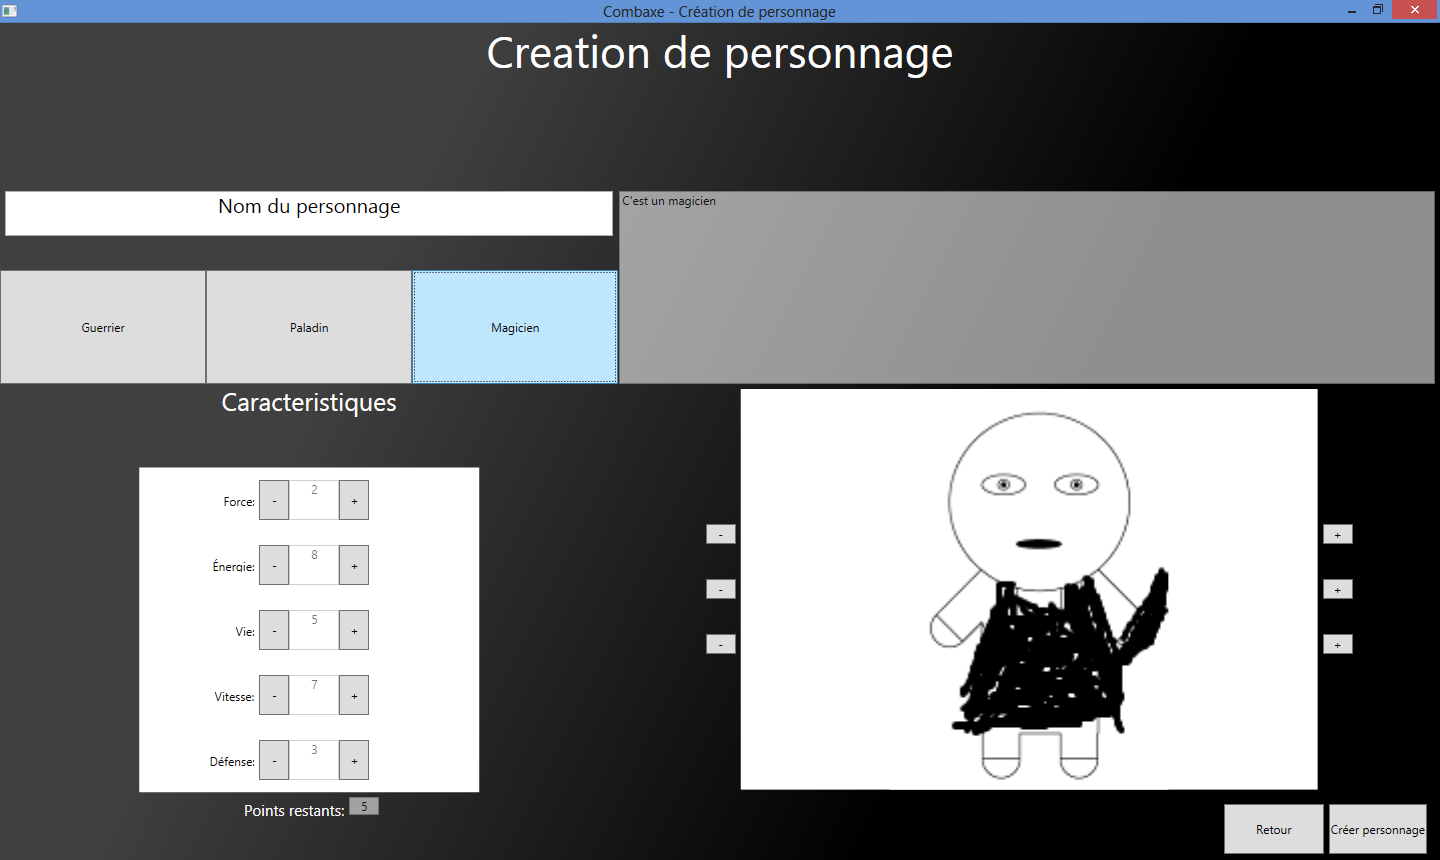 Combaxe - Création de personnage
Creation de personnage
Nom du personnage
C'est un magicien
Guerrier
Paladin
Magicien
Caracteristiques
Force: - 2 +
Énergie: - 8 +
Vie: - 5 +
Vitesse: - 7 +
Défense: - 3 +
Points restants: 5
- +
- +
- +
Retour
Créer personnage